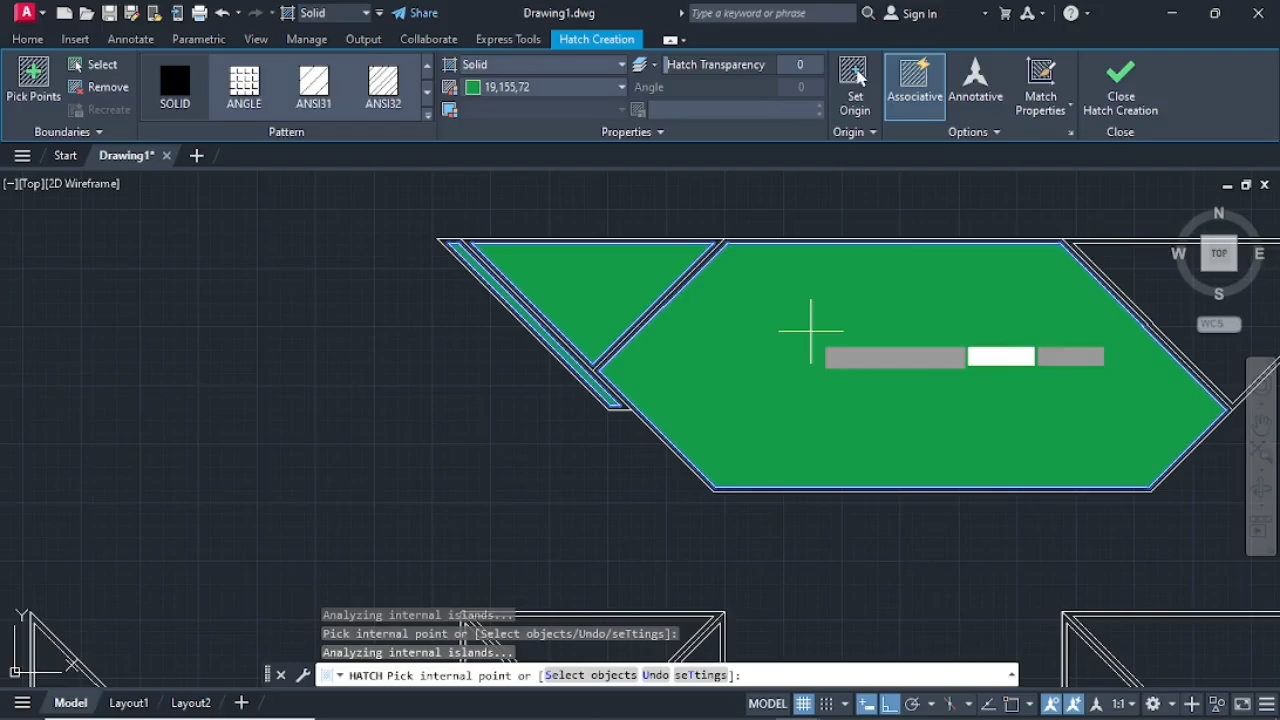 A Solid Share Drawing1.dwg Type a keyword or phrase Sign In
Home Insert Annotate Parametric View Manage Output Collaborate Express Tools Hatch Creation
Pick Points Select Remove Recreate
SOLID ANGLE ANSI31 ANSI32
Solid Hatch Transparency 0
19,155,72 Angle 0
Set Origin Associative Annotative Match Properties Close Hatch Creation
Boundaries Pattern Properties Origin Options Close
Start Drawing1* +
[−][Top][2D Wireframe]
N
W TOP E
S
WCS
Y
X
Analyzing internal islands...
Pick internal point or [Select objects/Undo/seTtings]:
Analyzing internal islands...
HATCH Pick internal point or [Select objects Undo seTtings]:
Model Layout1 Layout2 + MODEL 1:1